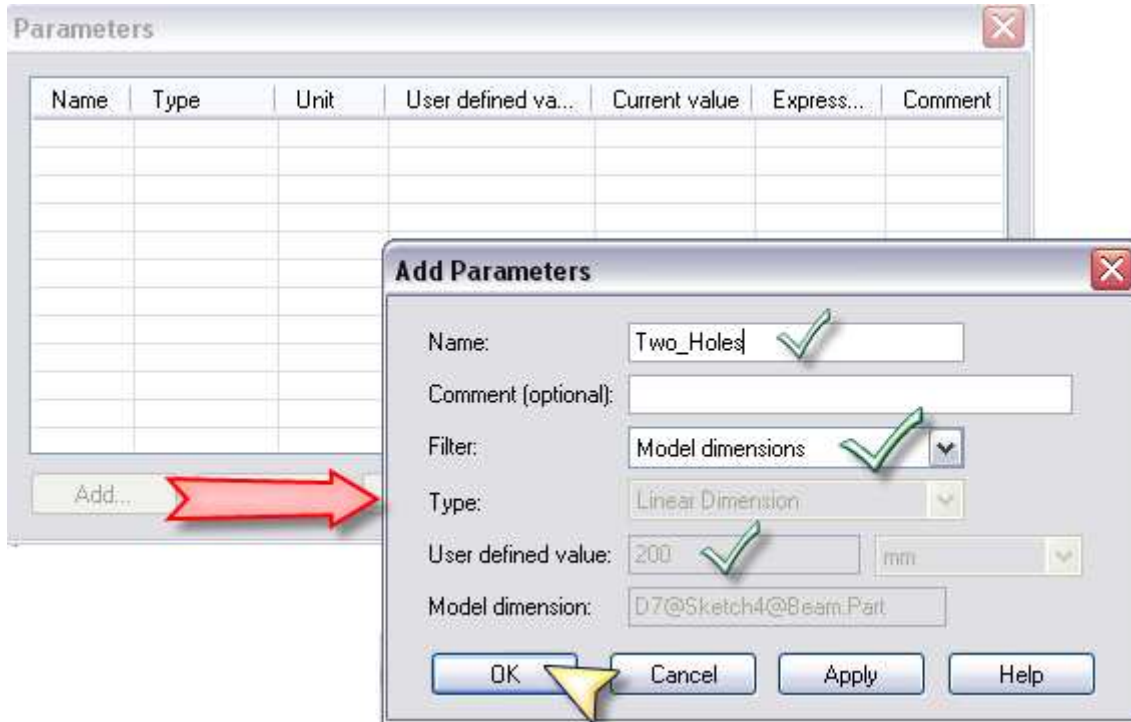 Parameters
Name Type Unit User defined va... Current value Express... Comment
Add Parameters
Name: Two_Holes
Comment (optional):
Filter: Model dimensions
Add...
Type: Linear Dimension
User defined value: 200 mm
Model dimension: D7@Sketch4@Beam.Part
OK Cancel Apply Help